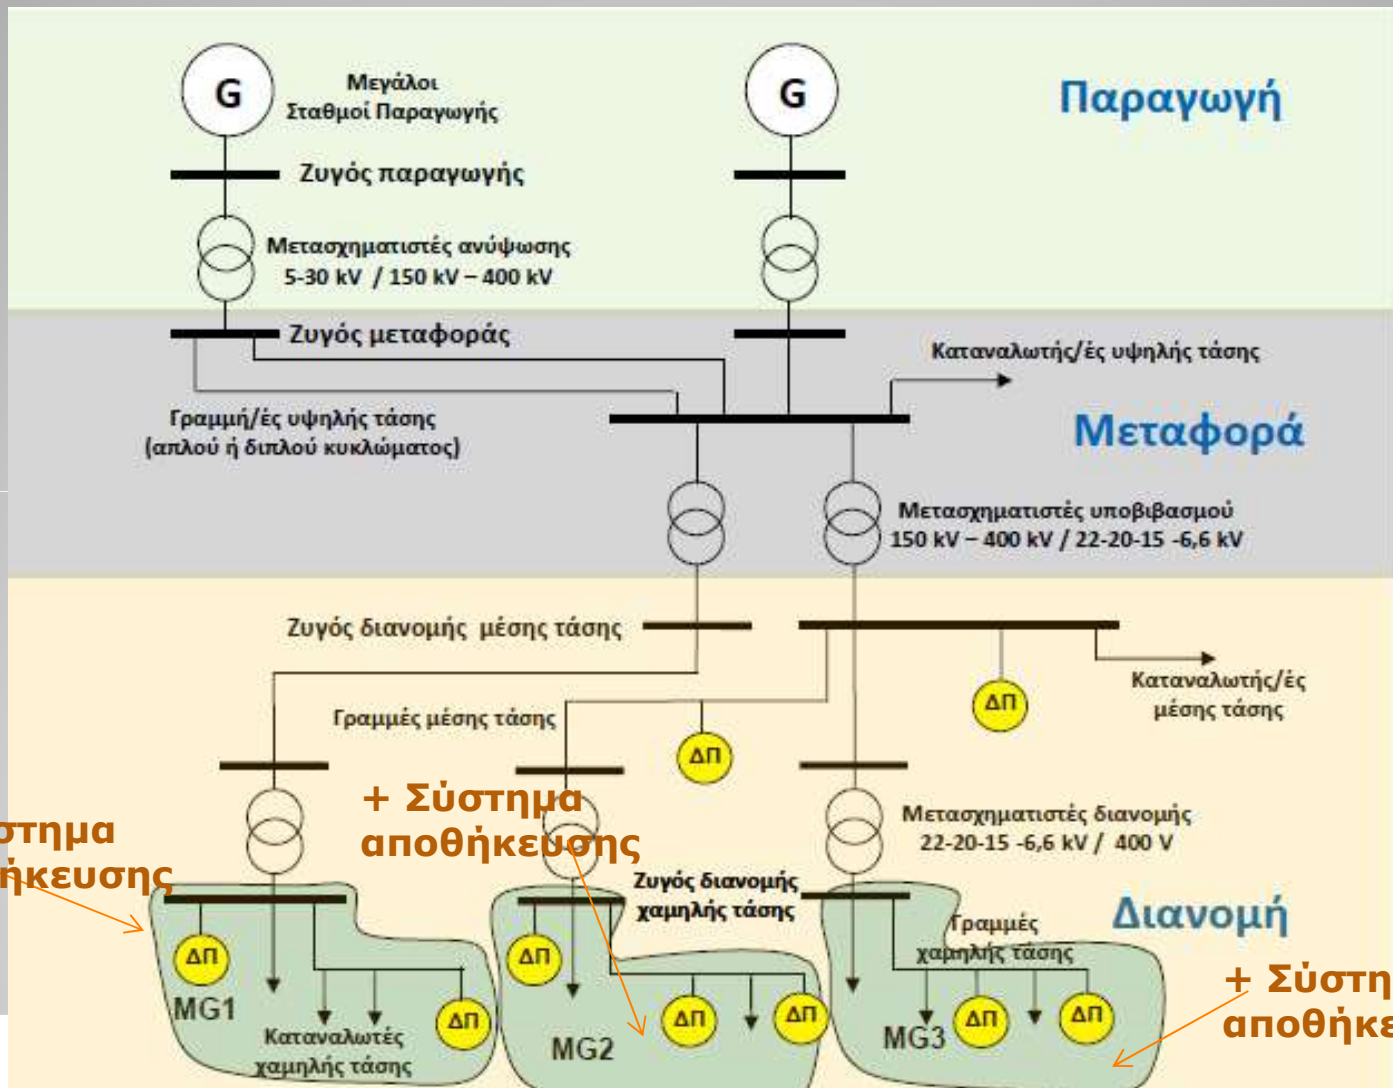 G
Μεγάλοι
Σταθμοί Παραγωγής
G
Παραγωγή
Ζυγός παραγωγής
Μετασχηματιστές ανύψωσης
5-30 kV / 150 kV – 400 kV
Ζυγός μεταφοράς
Καταναλωτής/ές υψηλής τάσης
Γραμμή/ές υψηλής τάσης
(απλού ή διπλού κυκλώματος)
Μεταφορά
Μετασχηματιστές υποβιβασμού
150 kV – 400 kV / 22-20-15 -6,6 kV
Ζυγός διανομής μέσης τάσης
Καταναλωτής/ές
μέσης τάσης
ΔΠ
Γραμμές μέσης τάσης
ΔΠ
+ Σύστημα
αποθήκευσης
στημα
ήκευσης
Μετασχηματιστές διανομής
22-20-15 -6,6 kV / 400 V
Ζυγός διανομής
χαμηλής τάσης
Διανομή
Γραμμές
χαμηλής τάσης
ΔΠ
ΔΠ
MG1
ΔΠ
Καταναλωτές
χαμηλής τάσης
MG2
ΔΠ
ΔΠ
MG3
ΔΠ
ΔΠ
+ Σύστη
αποθήκε